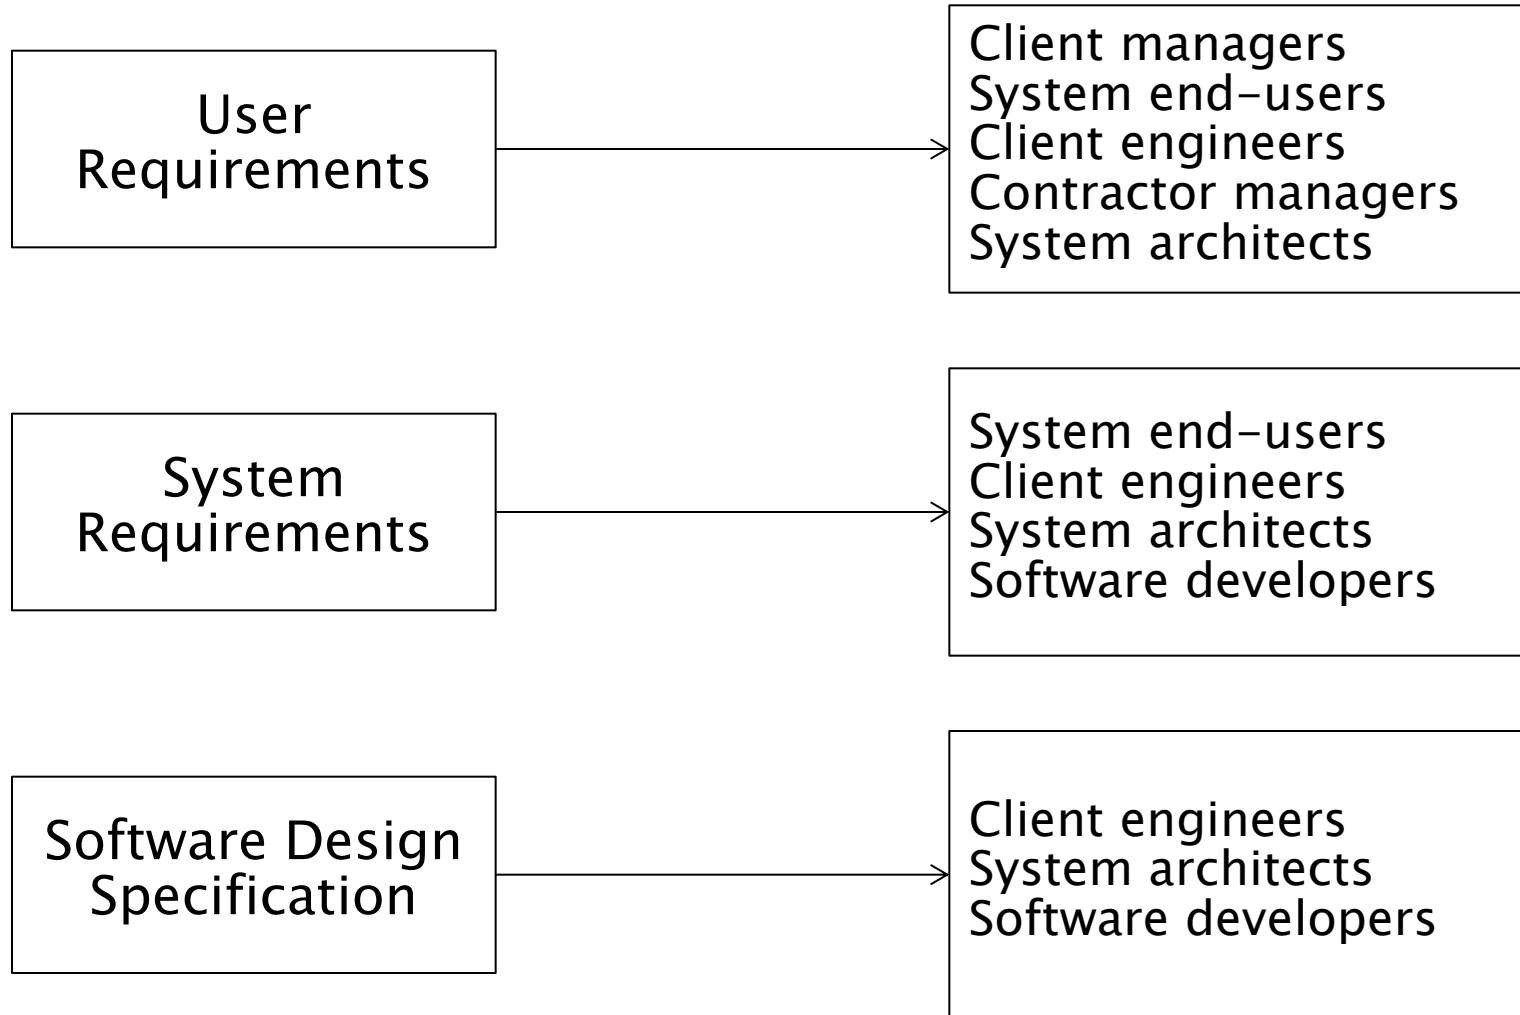 User
Requirements
Client managers
System end-users
Client engineers
Contractor managers
System architects
System
Requirements
System end-users
Client engineers
System architects
Software developers
Software Design
Specification
Client engineers
System architects
Software developers